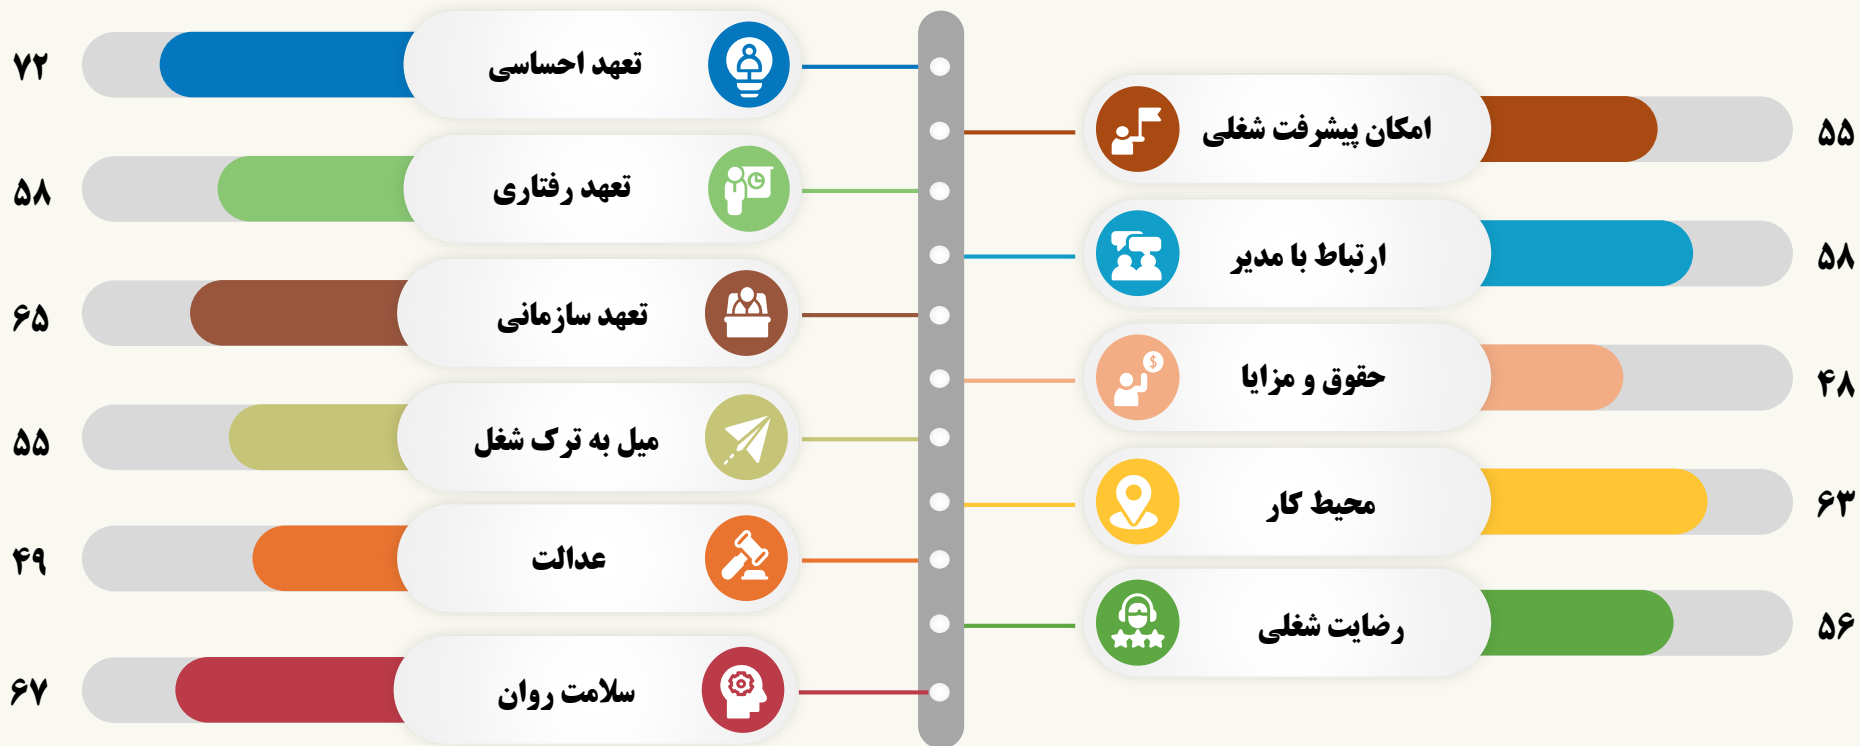 امکان پیشرفت شغلی ۵۵
ارتباط با مدیر ۵۸
حقوق و مزایا ۴۸
محیط کار ۶۳
رضایت شغلی ۵۶
تعهد احساسی ۷۲
تعهد رفتاری ۵۸
تعهد سازمانی ۶۵
میل به ترک شغل ۵۵
عدالت ۴۹
سلامت روان ۶۷
$